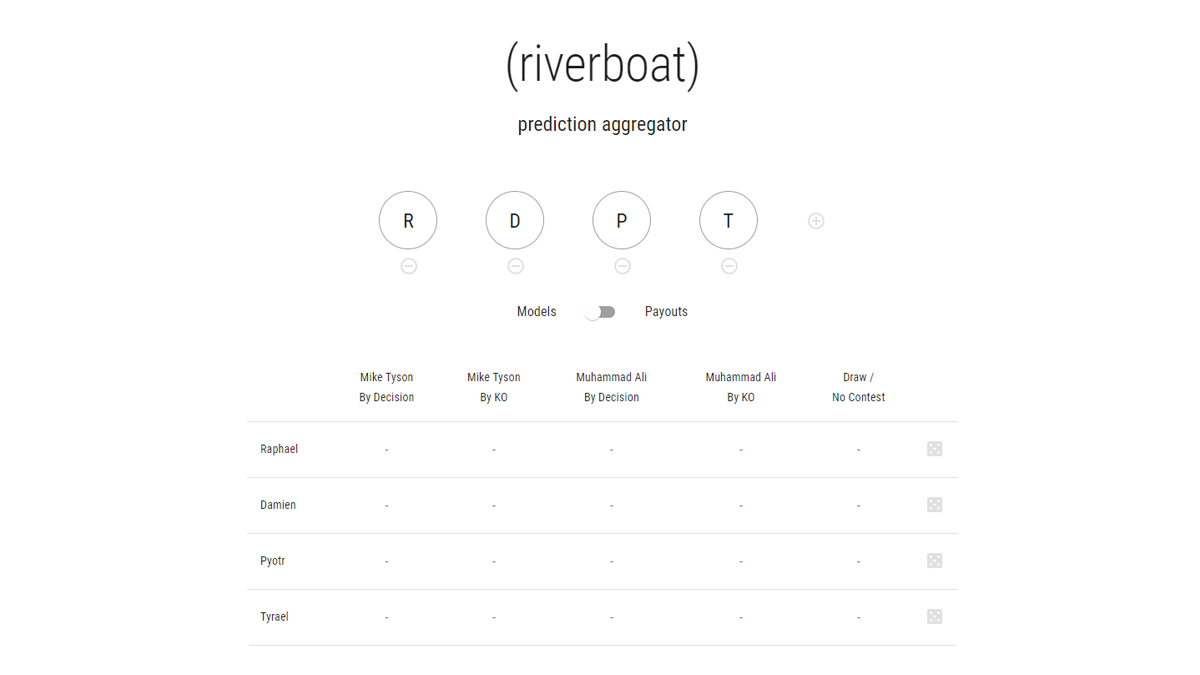 (riverboat)
prediction aggregator
R D P T
Models Payouts
Mike Tyson Mike Tyson Muhammad Ali Muhammad Ali Draw /
By Decision By KO By Decision By KO No Contest
Raphael - - - - -
Damien - - - - -
Pyotr - - - - -
Tyrael - - - - -